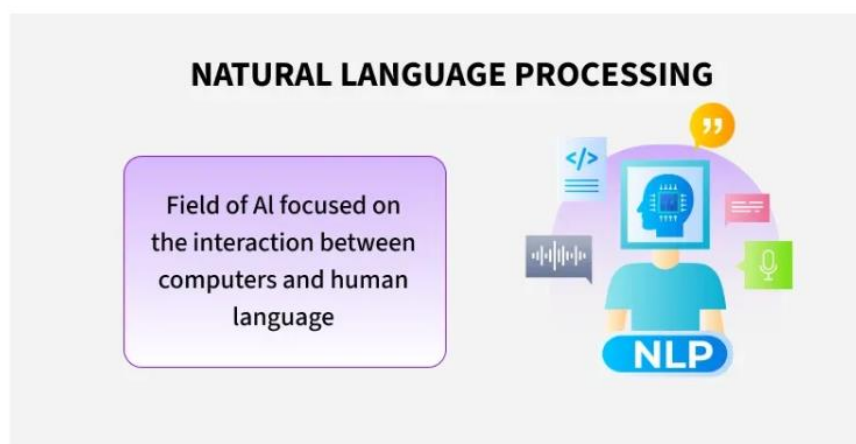 NATURAL LANGUAGE PROCESSING
Field of AI focused on
the interaction between
computers and human
language
</>
NLP